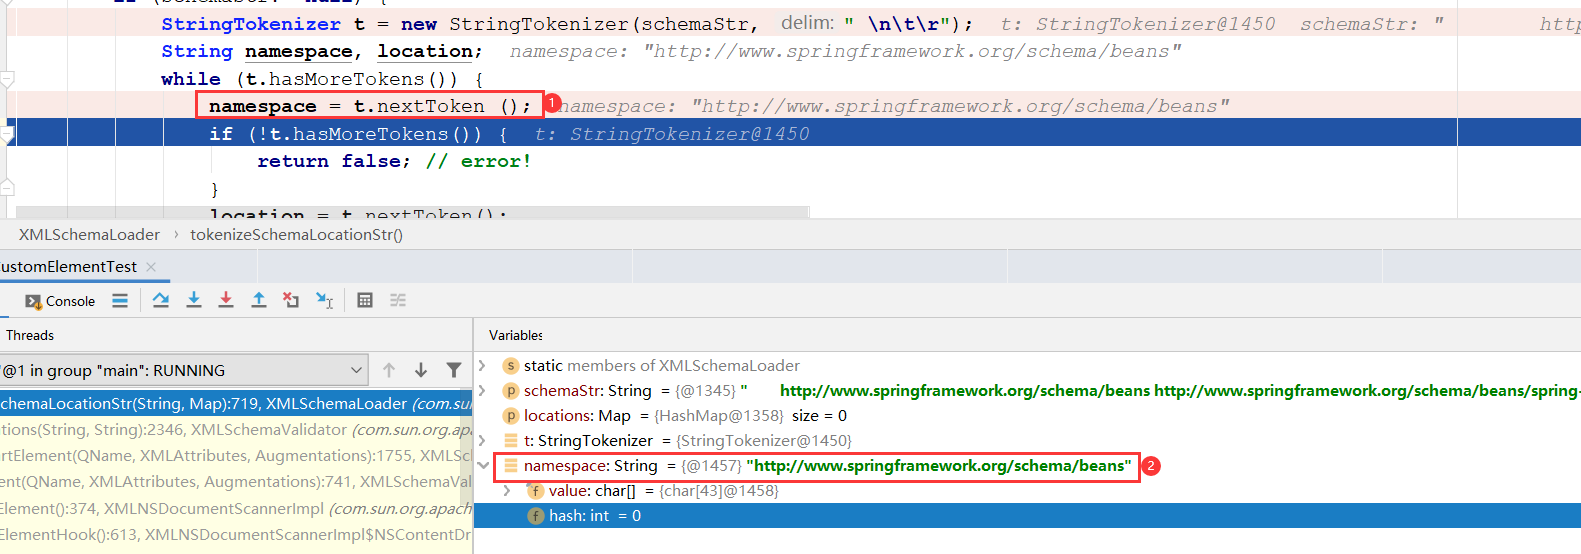 StringTokenizer t = new StringTokenizer(schemaStr, delim: " \n\t\r"); t: StringTokenizer@1450 schemaStr: " http
String namespace, location; namespace: "http://www.springframework.org/schema/beans"
while (t.hasMoreTokens()) {
namespace = t.nextToken (); 1 namespace: "http://www.springframework.org/schema/beans"
if (!t.hasMoreTokens()) { t: StringTokenizer@1450
return false; // error!
}
location = t.nextToken();
XMLSchemaLoader › tokenizeSchemaLocationStr()
ustomElementTest ×
Console
Threads
Variables
"@1 in group "main": RUNNING
static members of XMLSchemaLoader
schemaStr: String = {@1345} " http://www.springframework.org/schema/beans http://www.springframework.org/schema/beans/spring-
chemaLocationStr(String, Map):719, XMLSchemaLoader (com.sun
locations: Map = {HashMap@1358} size = 0
ations(String, String):2346, XMLSchemaValidator (com.sun.org.apac
t: StringTokenizer = {StringTokenizer@1450}
artElement(QName, XMLAttributes, Augmentations):1755, XMLSc
namespace: String = {@1457} "http://www.springframework.org/schema/beans" 2
ent(QName, XMLAttributes, Augmentations):741, XMLSchemaVal
value: char[] = {char[43]@1458}
Element():374, XMLNSDocumentScannerImpl (com.sun.org.apach
hash: int = 0
ElementHook():613, XMLNSDocumentScannerImpl$NSContentDr